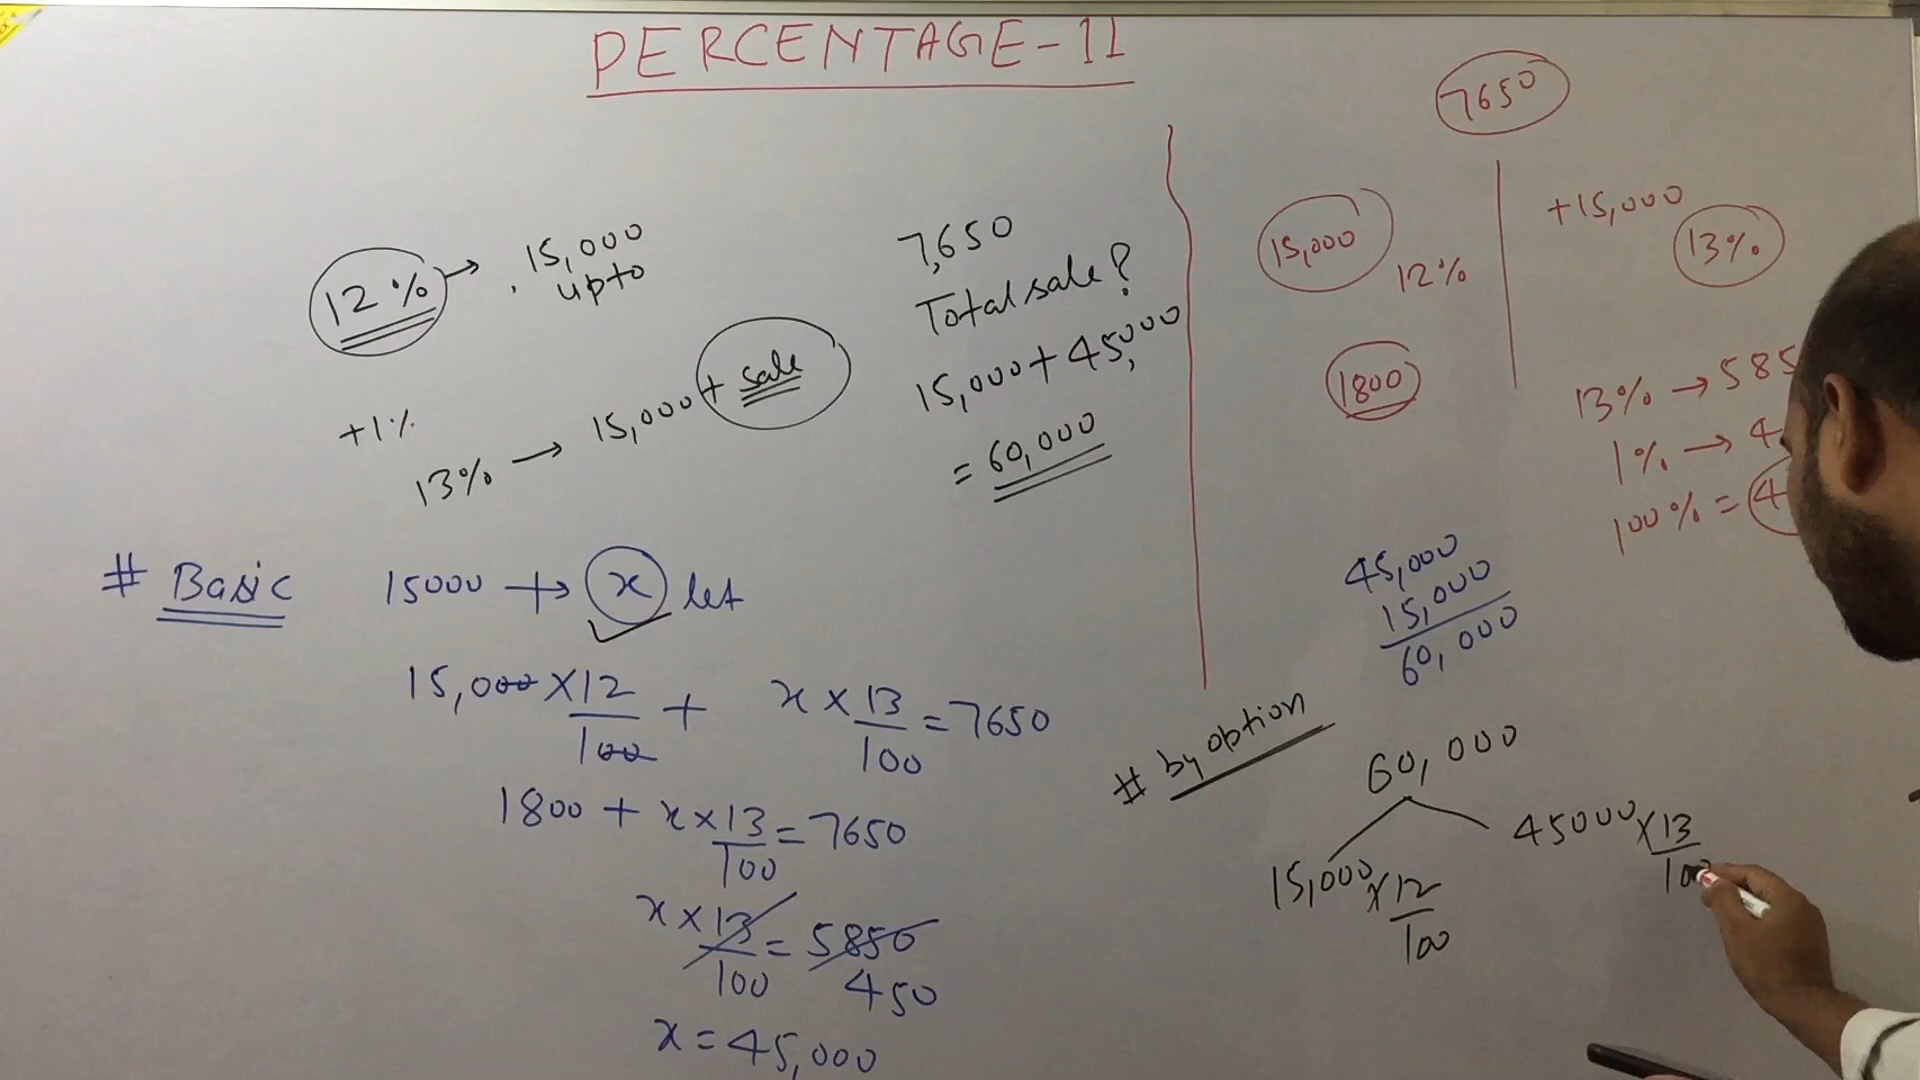 PERCENTAGE-11
12% → 15,000
upto
+1%
13% → 15,000 + sale
7,650
Total sale?
15,000 + 45,000
= 60,000
# Basic 15000 + → x let
15,000 × 12/100 + x × 13/100 = 7650
1800 + x × 13/100 = 7650
x × 13/100 = 5850
450
x = 45,000
7650
15,000
12%
1800
+15,000
13%
13% → 585
1% → 4
100% = 4
45,000
15,000
60,000
# by option
60,000
15,000 × 12/100
45000 × 13/100